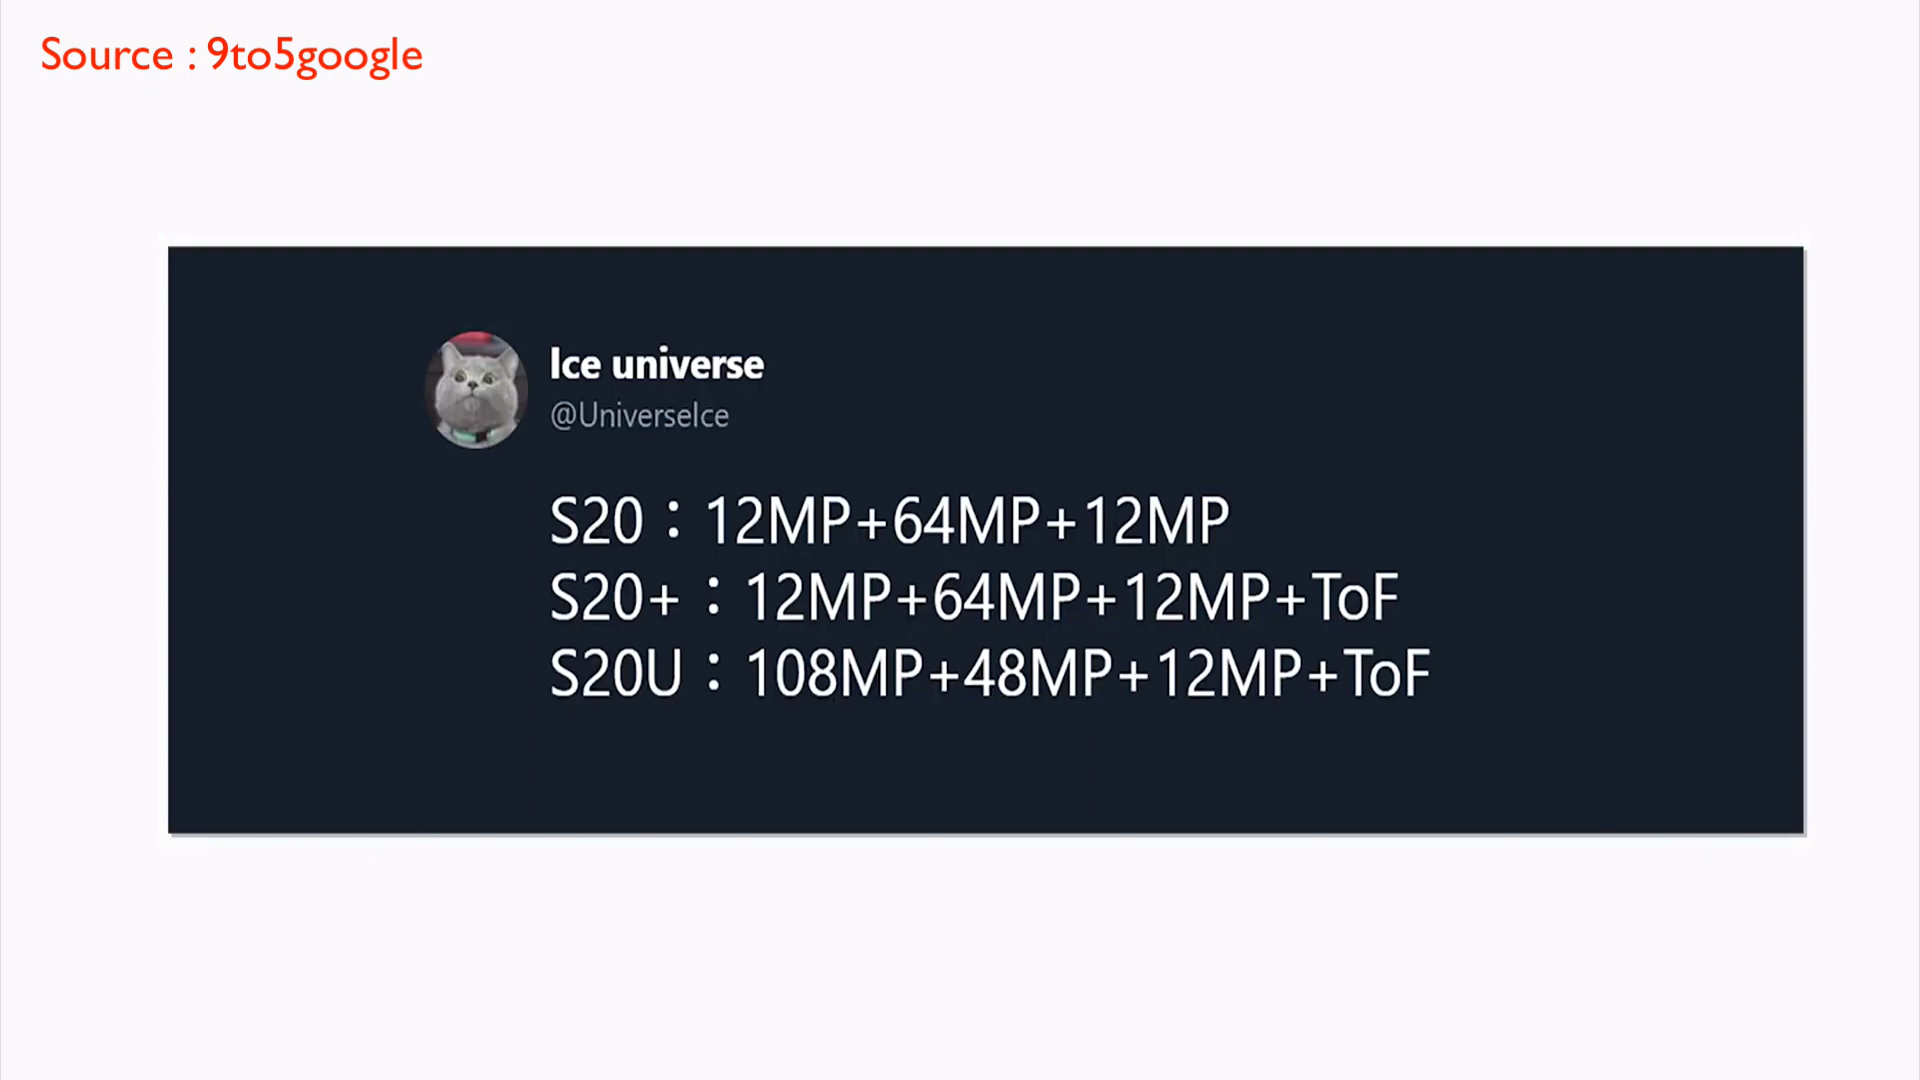 Source : 9to5google
Ice universe
@UniverseIce
S20：12MP+64MP+12MP
S20+：12MP+64MP+12MP+ToF
S20U：108MP+48MP+12MP+ToF